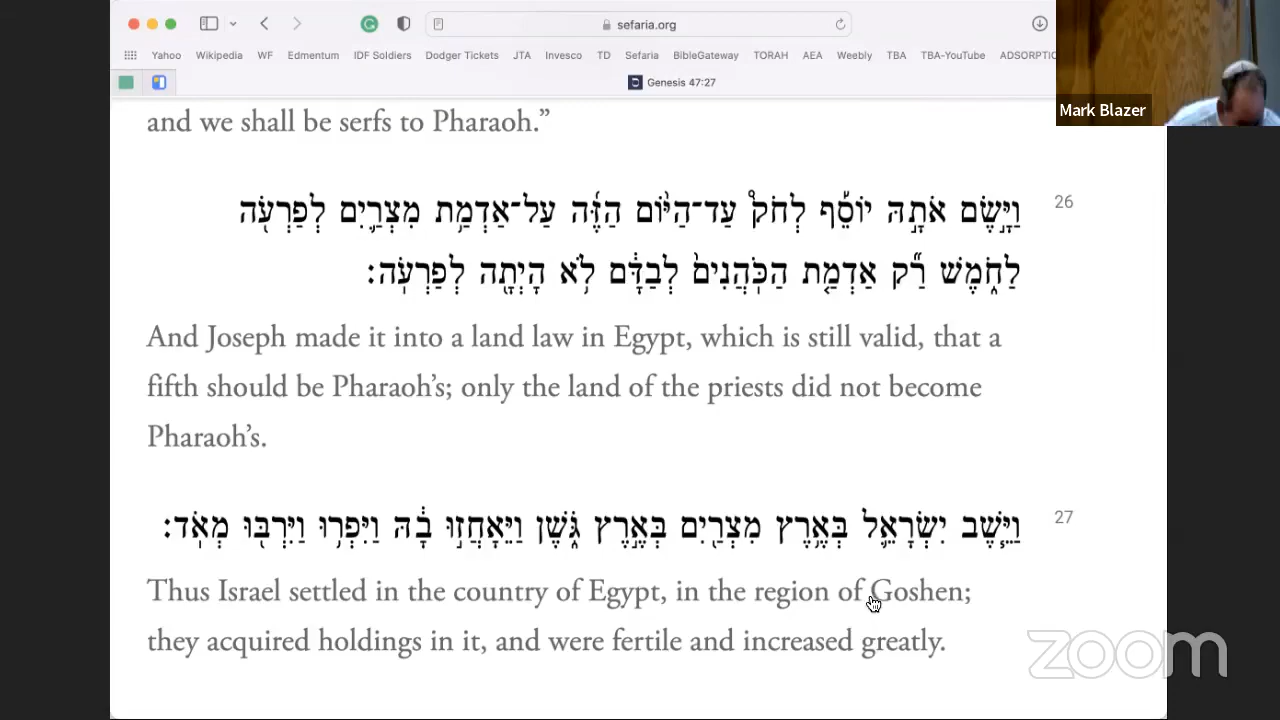 sefaria.org
Yahoo Wikipedia WF Edmentum IDF Soldiers Dodger Tickets JTA Invesco TD Sefaria BibleGateway TORAH AEA Weebly TBA TBA-YouTube ADSORPTIO
Genesis 47:27
Mark Blazer
and we shall be serfs to Pharaoh.”
26
וַיָּ֣שֶׂם אֹתָ֣הּ יוֹסֵ֡ף לְחֹק֩ עַד־הַיּ֨וֹם הַזֶּ֜ה עַל־אַדְמַ֥ת מִצְרַ֛יִם לְפַרְעֹ֖ה
לַחֹ֑מֶשׁ רַ֞ק אַדְמַ֤ת הַכֹּֽהֲנִים֙ לְבַדָּ֔ם לֹ֥א הָיְתָ֖ה לְפַרְעֹֽה׃
And Joseph made it into a land law in Egypt, which is still valid, that a
fifth should be Pharaoh’s; only the land of the priests did not become
Pharaoh’s.
27
וַיֵּ֧שֶׁב יִשְׂרָאֵ֛ל בְּאֶ֥רֶץ מִצְרַ֖יִם בְּאֶ֣רֶץ גֹּ֑שֶׁן וַיֵּאָחֲז֣וּ בָ֔הּ וַיִּפְר֥וּ וַיִּרְבּ֖וּ מְאֹֽד׃
Thus Israel settled in the country of Egypt, in the region of Goshen;
they acquired holdings in it, and were fertile and increased greatly.
zoom